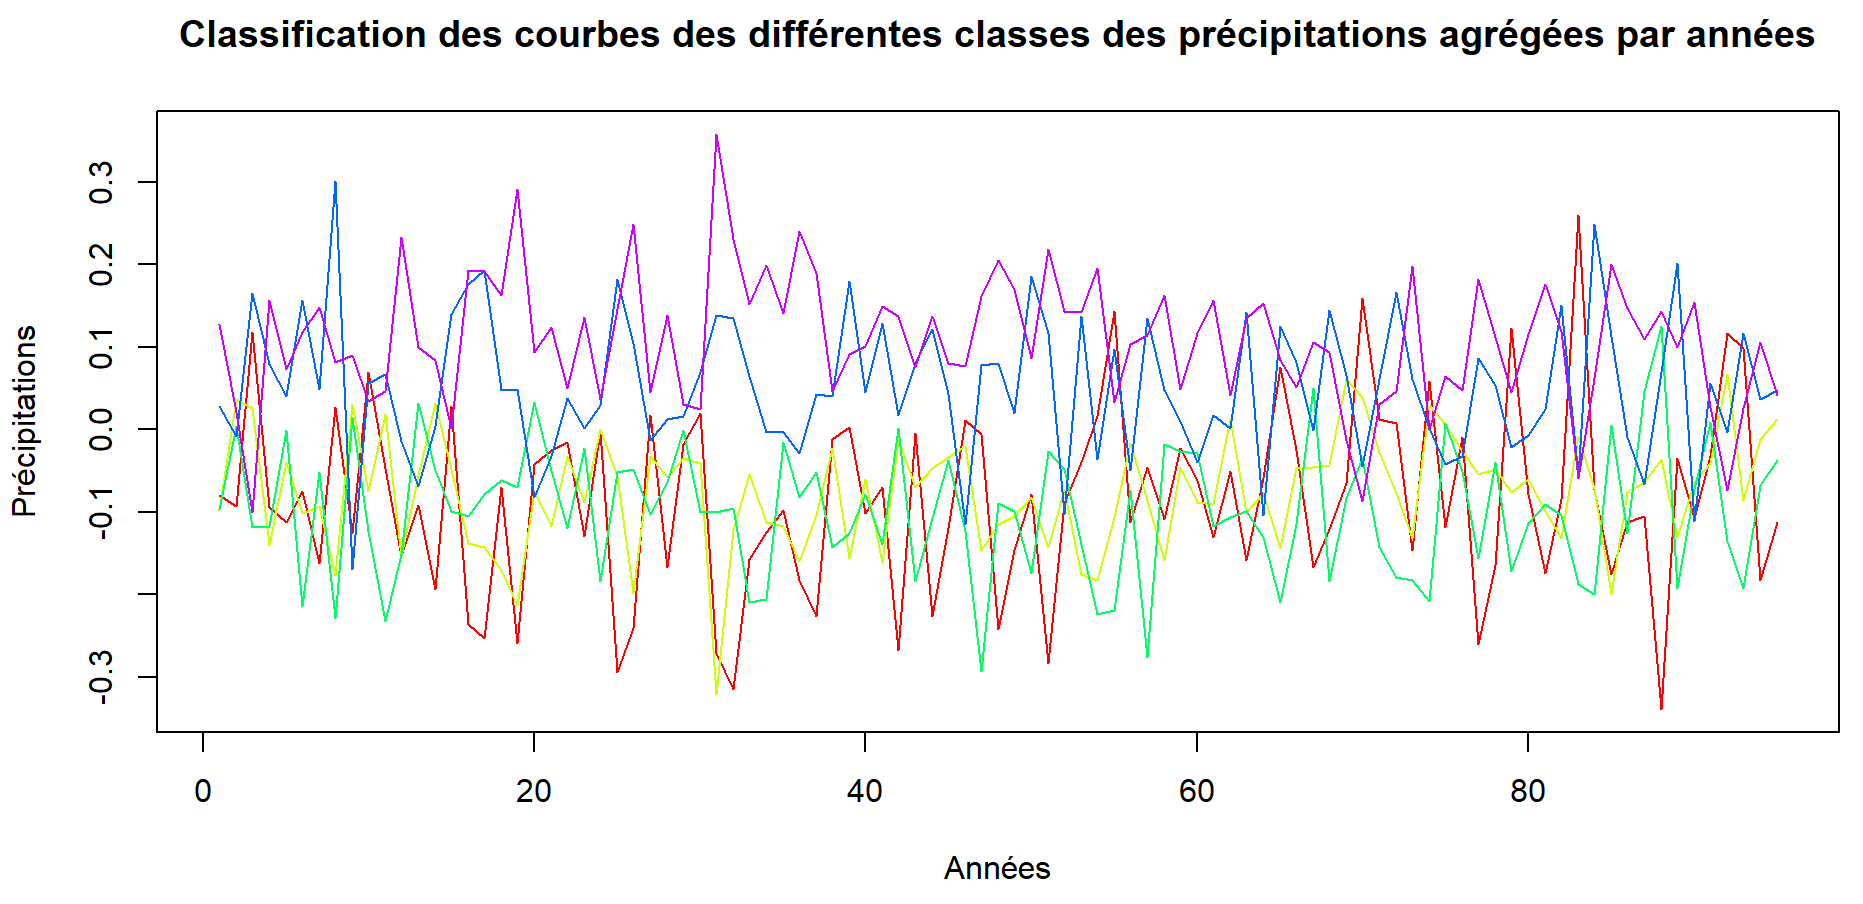 Classification des courbes des différentes classes des précipitations agrégées par années
Précipitations
0.3
0.2
0.1
0.0
-0.1
-0.3
0 20 40 60 80
Années